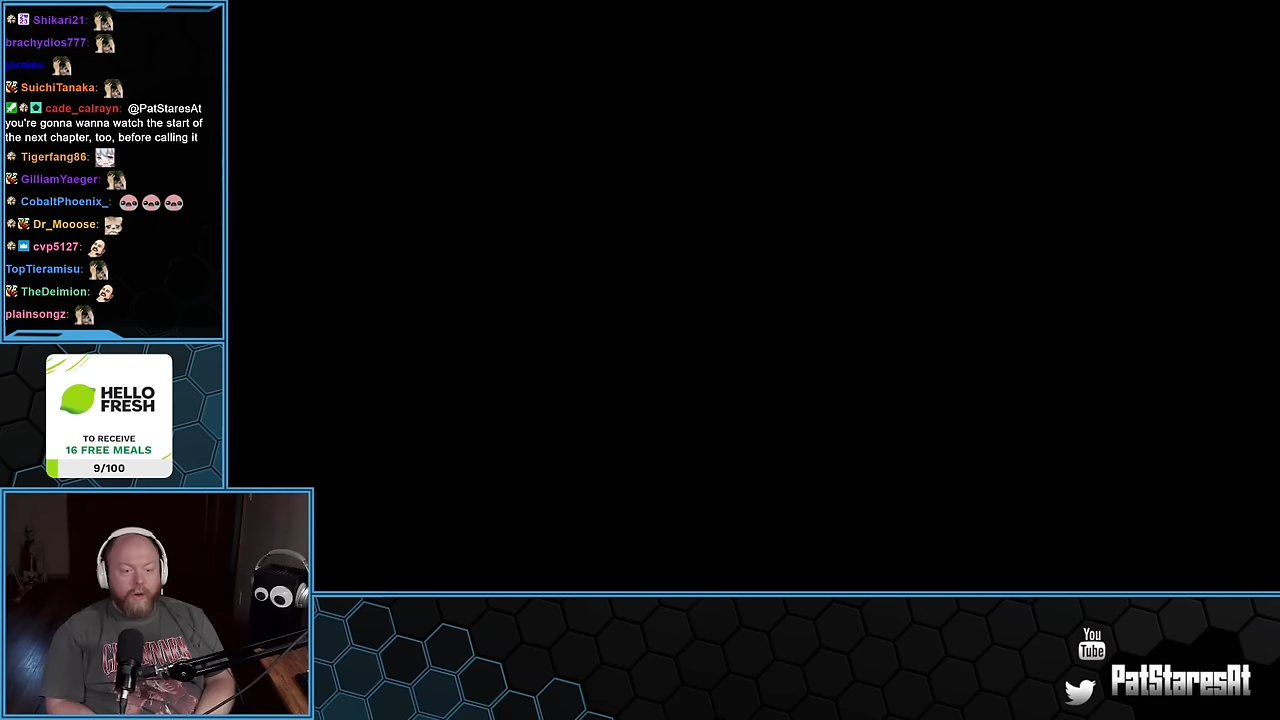 Shikari21:
brachydios777:
SuichiTanaka:
cade_calrayn: @PatStaresAt
you're gonna wanna watch the start of
the next chapter, too, before calling it
Tigerfang86:
GilliamYaeger:
CobaltPhoenix_:
Dr_Mooose:
cvp5127:
TopTieramisu:
TheDeimion:
plainsongz:
HELLO
FRESH
TO RECEIVE
16 FREE MEALS
9/100
You
Tube
PatStaresAt